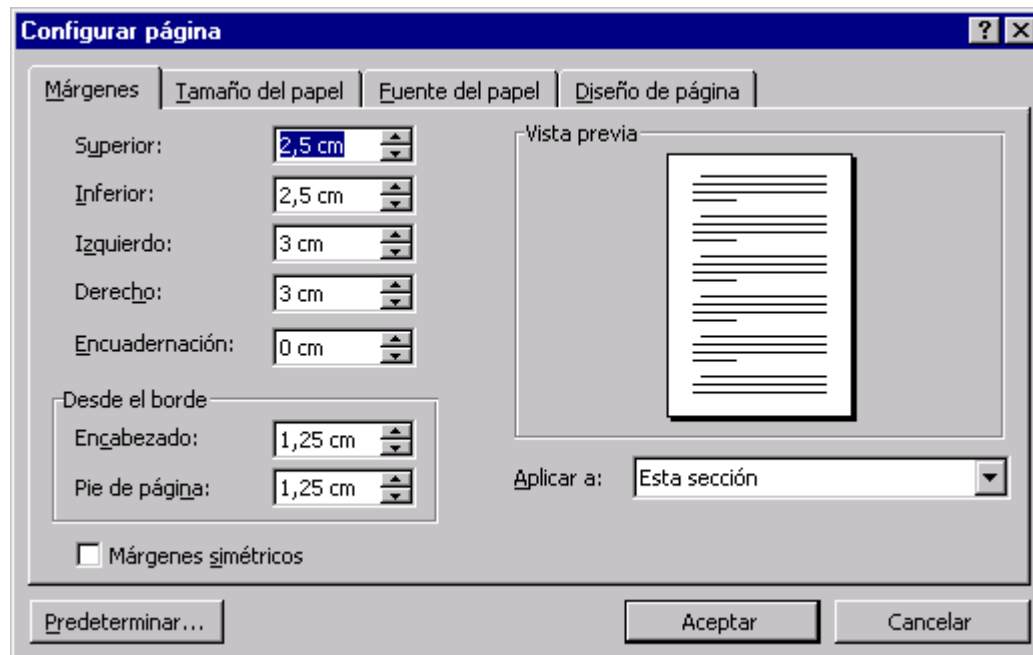 Configurar página
Márgenes Tamaño del papel Fuente del papel Diseño de página
Superior: 2,5 cm
Inferior: 2,5 cm
Izquierdo: 3 cm
Derecho: 3 cm
Encuadernación: 0 cm
Desde el borde
Encabezado: 1,25 cm
Pie de página: 1,25 cm
Márgenes simétricos
Vista previa
Aplicar a: Esta sección
Predeterminar... Aceptar Cancelar